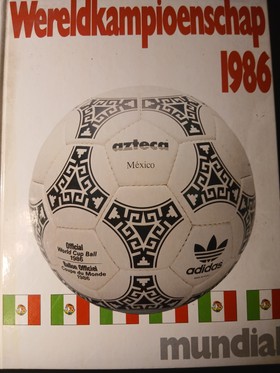 Wereldkampioenschap
1986
azteca
México
Official
World Cup Ball
1986
Ballon Officiel
Coupe du Monde
1986
adidas
mundial